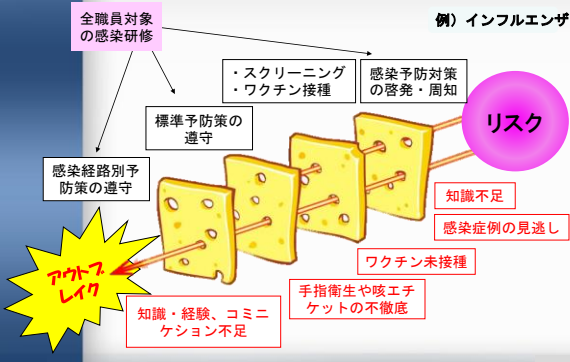 全職員対象
の感染研修
例）インフルエンザ
・スクリーニング
・ワクチン接種
感染予防対策
の啓発・周知
標準予防策の
遵守
リスク
感染経路別予
防策の遵守
知識不足
感染症例の見逃し
ワクチン未接種
アウトブ
レイク
手指衛生や咳エチ
ケットの不徹底
知識・経験、コミニ
ケション不足